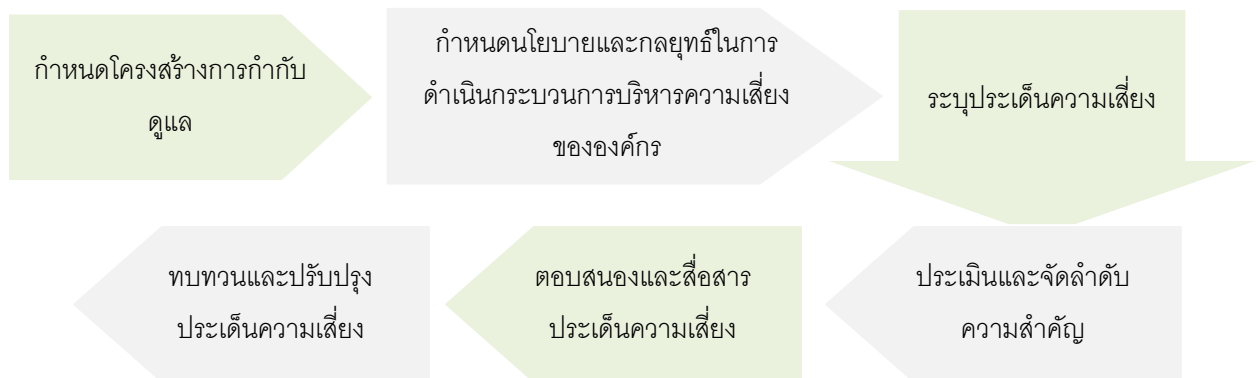 กำหนดโครงสร้างการกำกับ
ดูแล
กำหนดนโยบายและกลยุทธ์ในการ
ดำเนินกระบวนการบริหารความเสี่ยง
ขององค์กร
ระบุประเด็นความเสี่ยง
ประเมินและจัดลำดับ
ความสำคัญ
ตอบสนองและสื่อสาร
ประเด็นความเสี่ยง
ทบทวนและปรับปรุง
ประเด็นความเสี่ยง